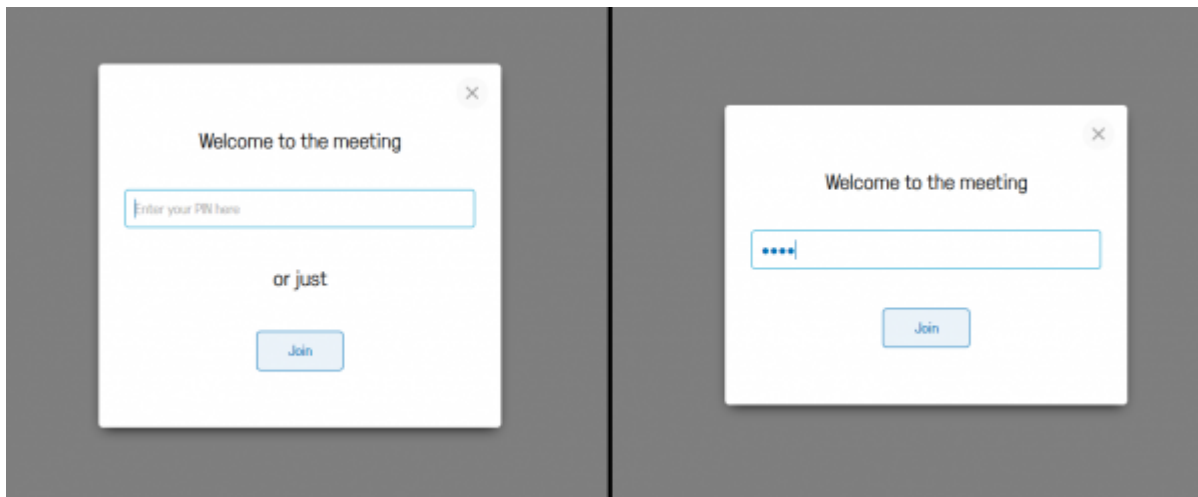 Welcome to the meeting
Enter your PIN here
or just
Join
Welcome to the meeting
••••
Join